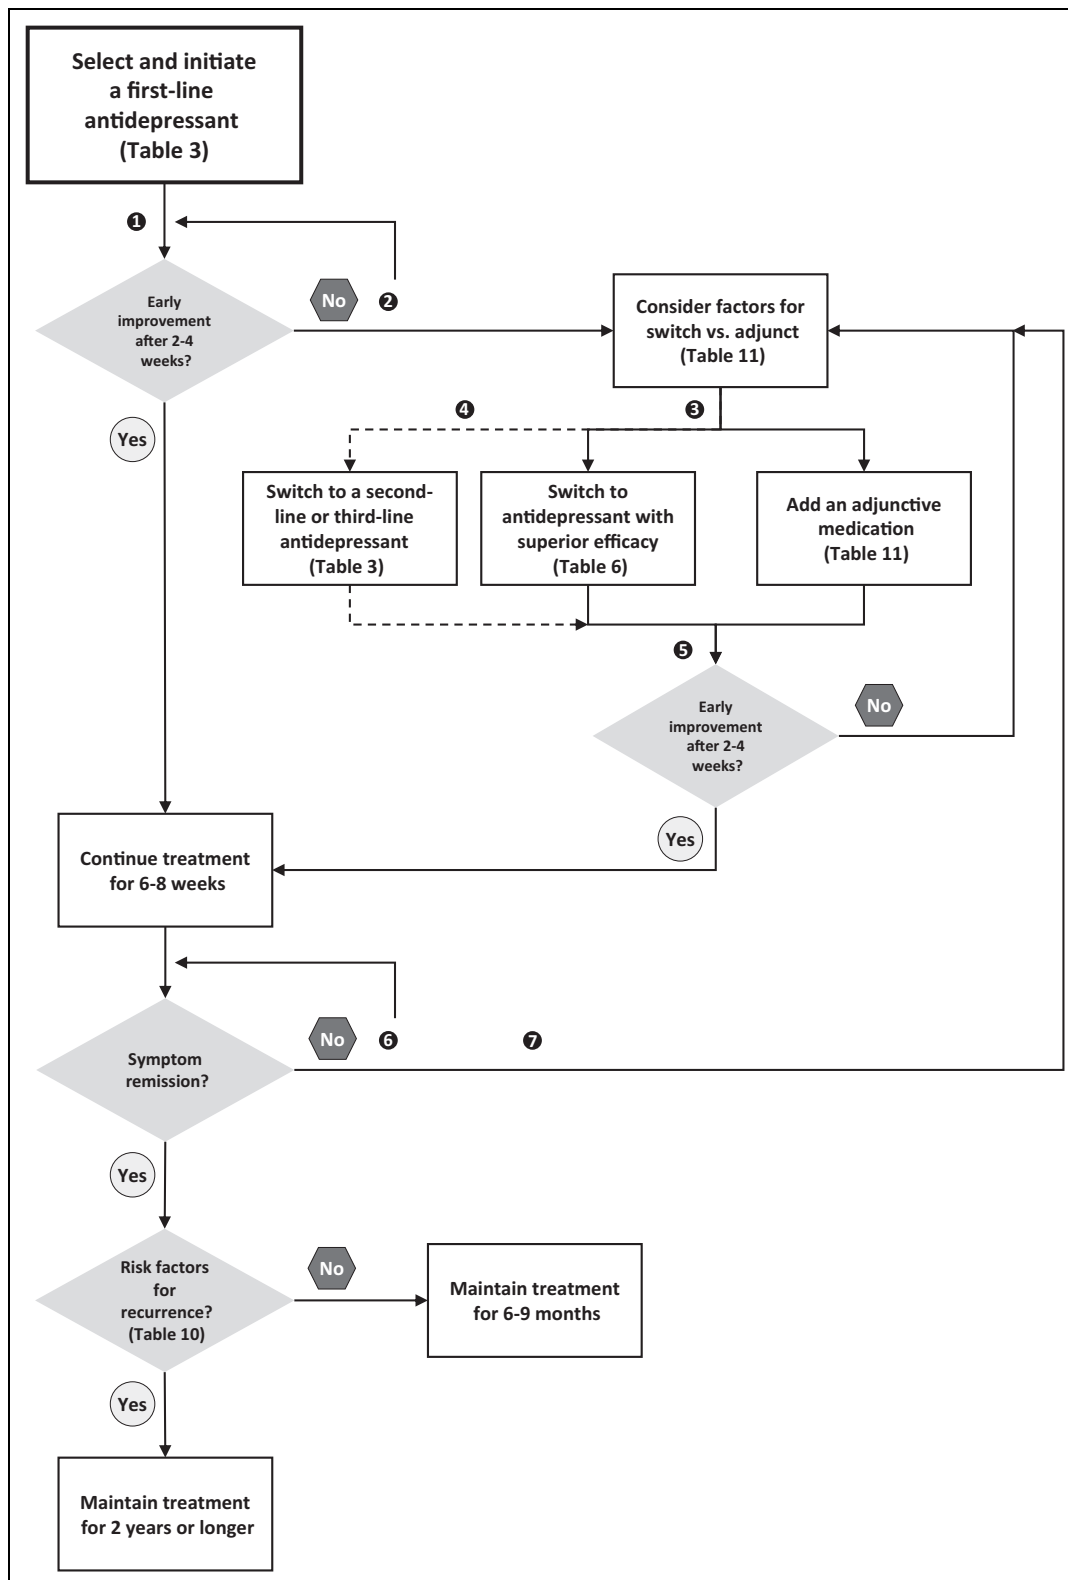 Select and initiate
a first-line
antidepressant
(Table 3)
❶
Early
improvement
after 2-4
weeks?
No
❷
Consider factors for
switch vs. adjunct
(Table 11)
Yes
❹
❸
Switch to a second-
line or third-line
antidepressant
(Table 3)
Switch to
antidepressant with
superior efficacy
(Table 6)
Add an adjunctive
medication
(Table 11)
❺
Early
improvement
after 2-4
weeks?
No
Yes
Continue treatment
for 6-8 weeks
Symptom
remission?
No
❻
❼
Yes
Risk factors
for
recurrence?
(Table 10)
No
Maintain treatment
for 6-9 months
Yes
Maintain treatment
for 2 years or longer